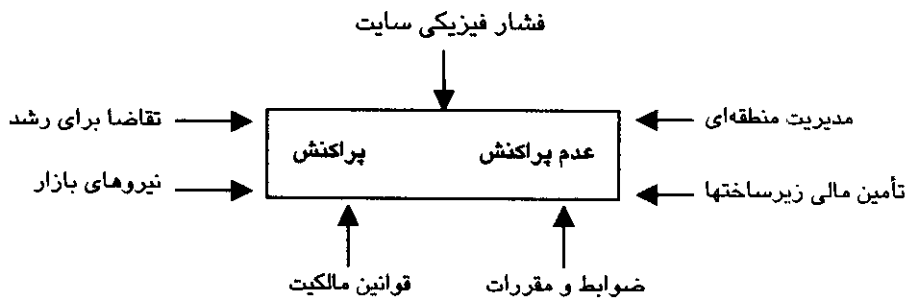 فشار فیزیکی سایت
مدیریت منطقه‌ای
تقاضا برای رشد
عدم پراکنش
پراکنش
تأمین مالی زیرساختها
نیروهای بازار
ضوابط و مقررات
قوانین مالکیت